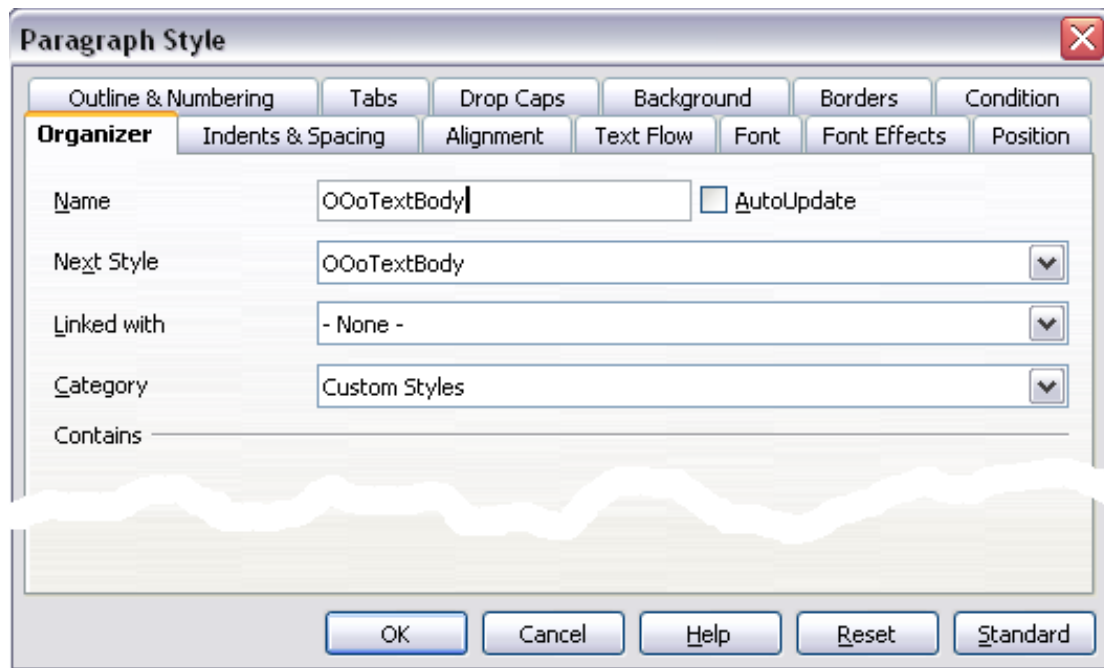 Paragraph Style
Outline & Numbering Tabs Drop Caps Background Borders Condition
Organizer Indents & Spacing Alignment Text Flow Font Font Effects Position
Name OOoTextBody AutoUpdate
Next Style OOoTextBody
Linked with - None -
Category Custom Styles
Contains
OK Cancel Help Reset Standard